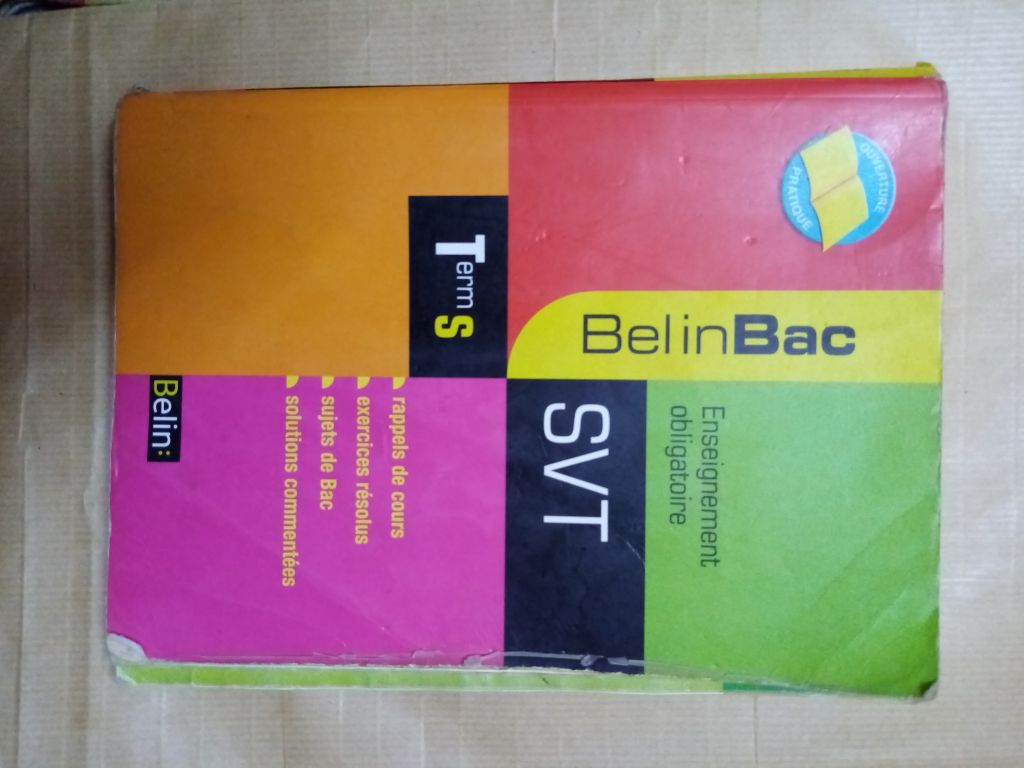 OUVERTURE
PRATIQUE
BelinBac
Enseignement
obligatoire
SVT
Term S
rappels de cours
exercices résolus
sujets de Bac
solutions commentées
Belin: